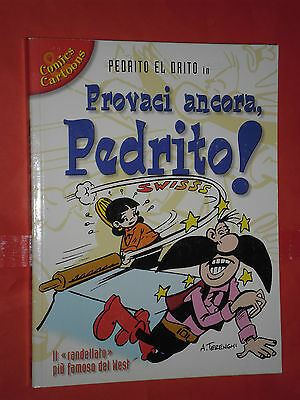 Comics
& Cartoons
PEDRITO EL DRITO in
Provaci ancora,
Pedrito!
SWISSS
Il «randellato»
più famoso del West
A. TERENGHI